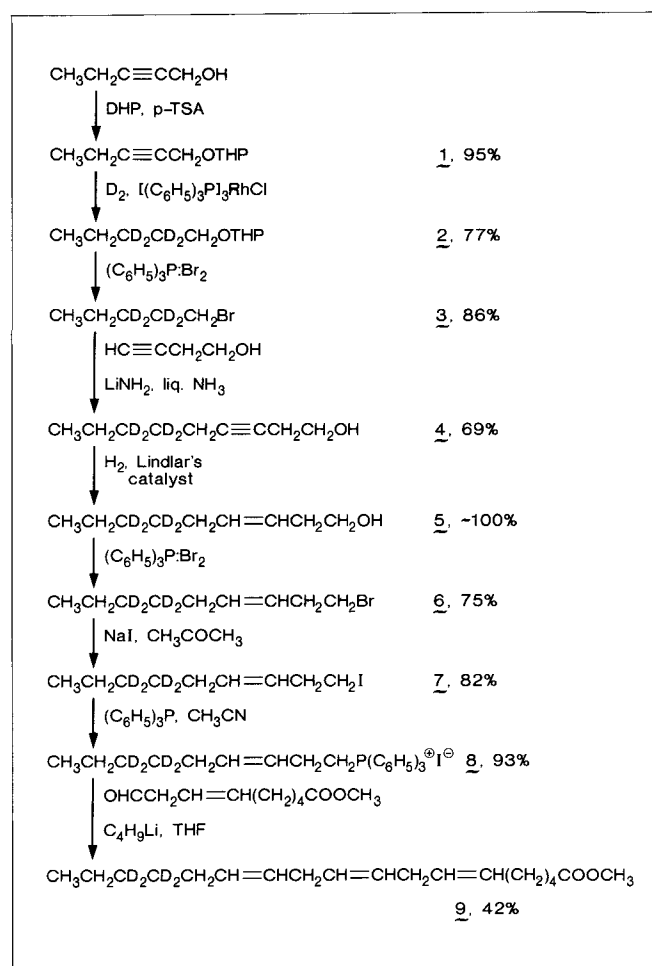 CH₃CH₂C≡CCH₂OH
DHP, p-TSA
CH₃CH₂C≡CCH₂OTHP 1, 95%
D₂, [(C₆H₅)₃P]₃RhCl
CH₃CH₂CD₂CD₂CH₂OTHP 2, 77%
(C₆H₅)₃P:Br₂
CH₃CH₂CD₂CD₂CH₂Br 3, 86%
HC≡CCH₂CH₂OH
LiNH₂, liq. NH₃
CH₃CH₂CD₂CD₂CH₂C≡CCH₂CH₂OH 4, 69%
H₂, Lindlar's
catalyst
CH₃CH₂CD₂CD₂CH₂CH=CHCH₂CH₂OH 5, ~100%
(C₆H₅)₃P:Br₂
CH₃CH₂CD₂CD₂CH₂CH=CHCH₂CH₂Br 6, 75%
NaI, CH₃COCH₃
CH₃CH₂CD₂CD₂CH₂CH=CHCH₂CH₂I 7, 82%
(C₆H₅)₃P, CH₃CN
CH₃CH₂CD₂CD₂CH₂CH=CHCH₂CH₂P(C₆H₅)₃⊕I⊖ 8, 93%
OHCCH₂CH=CH(CH₂)₄COOCH₃
C₄H₉Li, THF
CH₃CH₂CD₂CD₂CH₂CH=CHCH₂CH=CHCH₂CH=CH(CH₂)₄COOCH₃
9, 42%